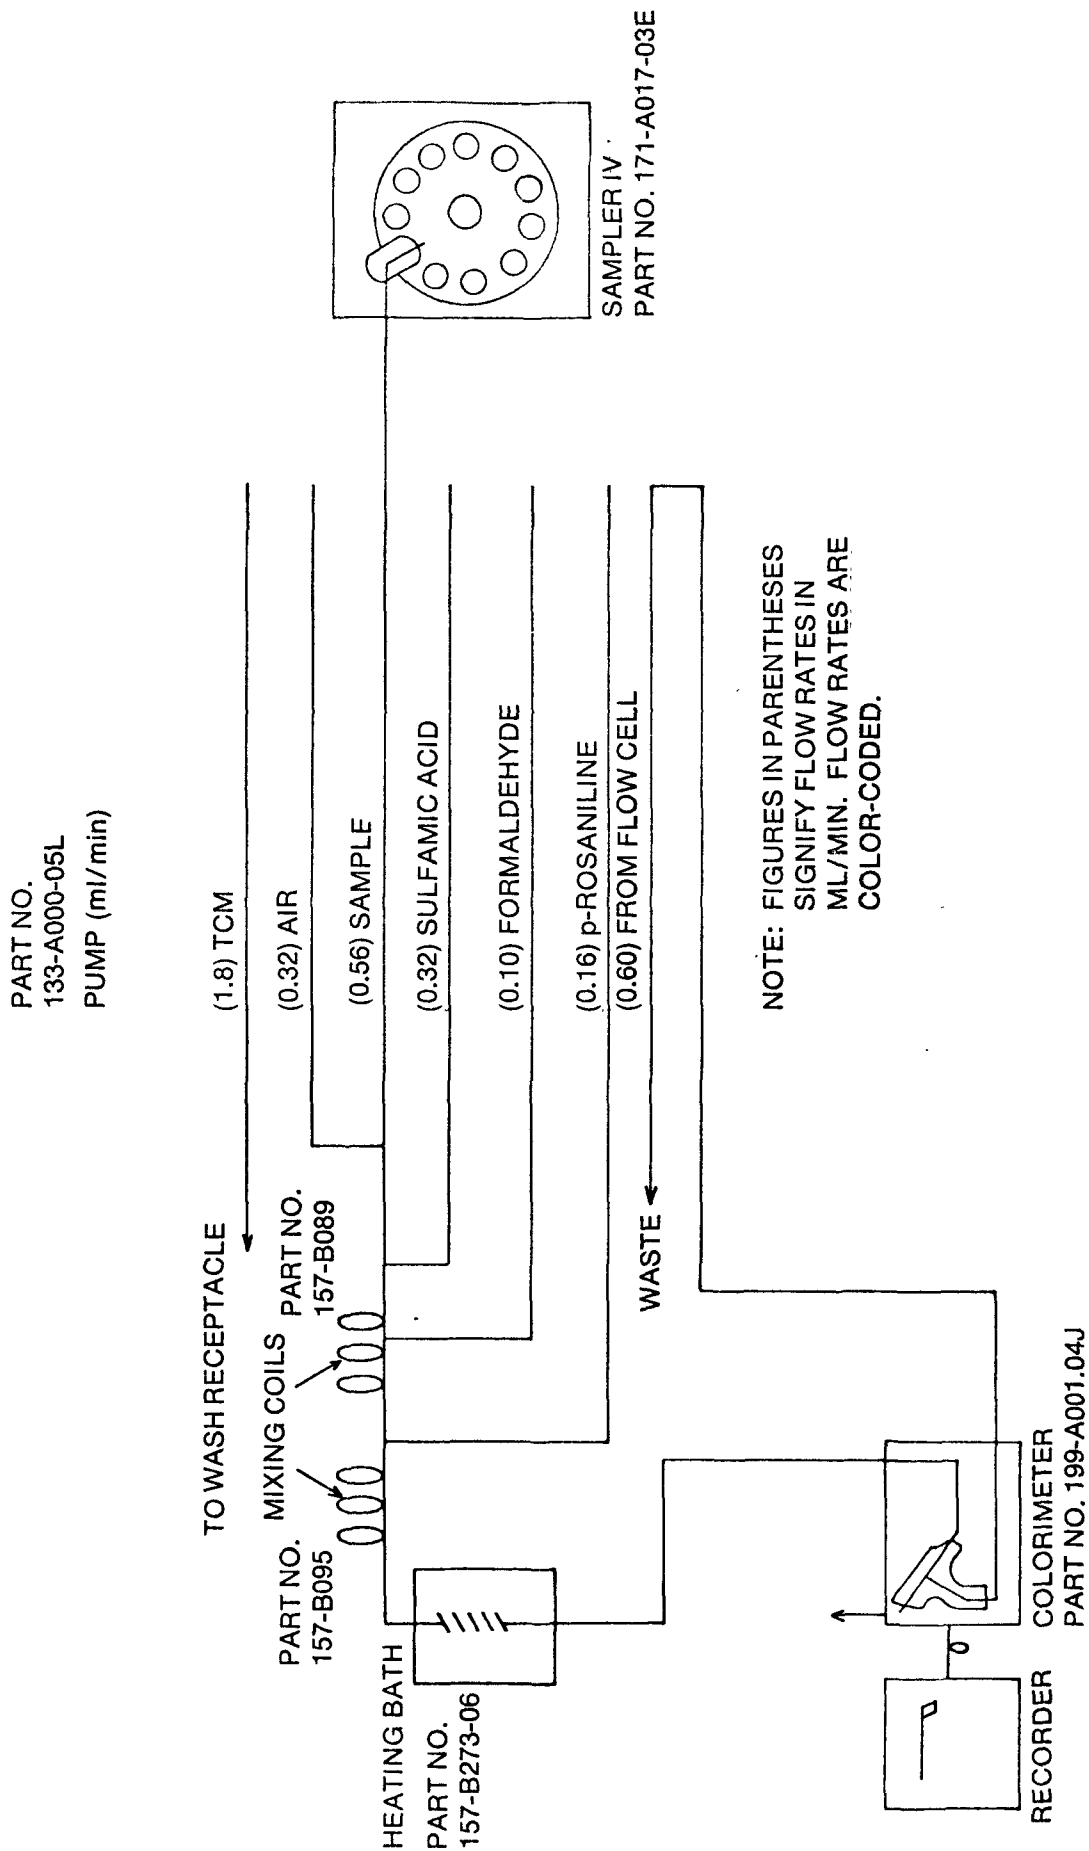 PART NO.
133-A000-05L
PUMP (ml/min)
TO WASH RECEPTACLE
(1.8) TCM
MIXING COILS
PART NO.
157-B089
(0.32) AIR
PART NO.
157-B095
(0.56) SAMPLE
HEATING BATH
PART NO.
157-B273-06
(0.32) SULFAMIC ACID
(0.10) FORMALDEHYDE
(0.16) p-ROSANILINE
(0.60) FROM FLOW CELL
WASTE
SAMPLER IV
PART NO. 171-A017-03E
NOTE: FIGURES IN PARENTHESES
SIGNIFY FLOW RATES IN
ML/MIN. FLOW RATES ARE
COLOR-CODED.
RECORDER
COLORIMETER
PART NO. 199-A001.04J